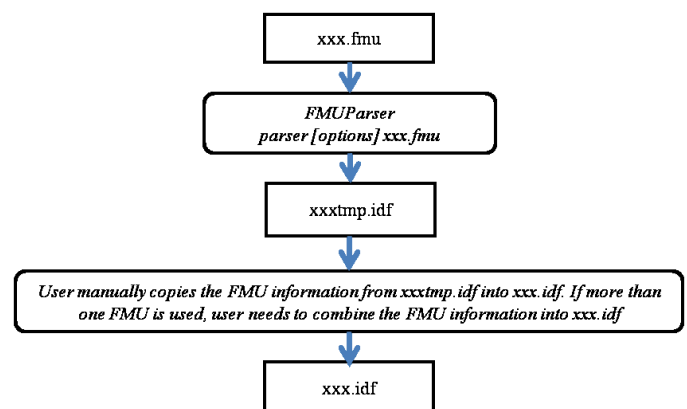 xxx.fmu
FMUParser
parser [options] xxx.fmu
xxxtmp.idf
User manually copies the FMU information from xxxtmp.idf into xxx.idf. If more than
one FMU is used, user needs to combine the FMU information into xxx.idf
xxx.idf